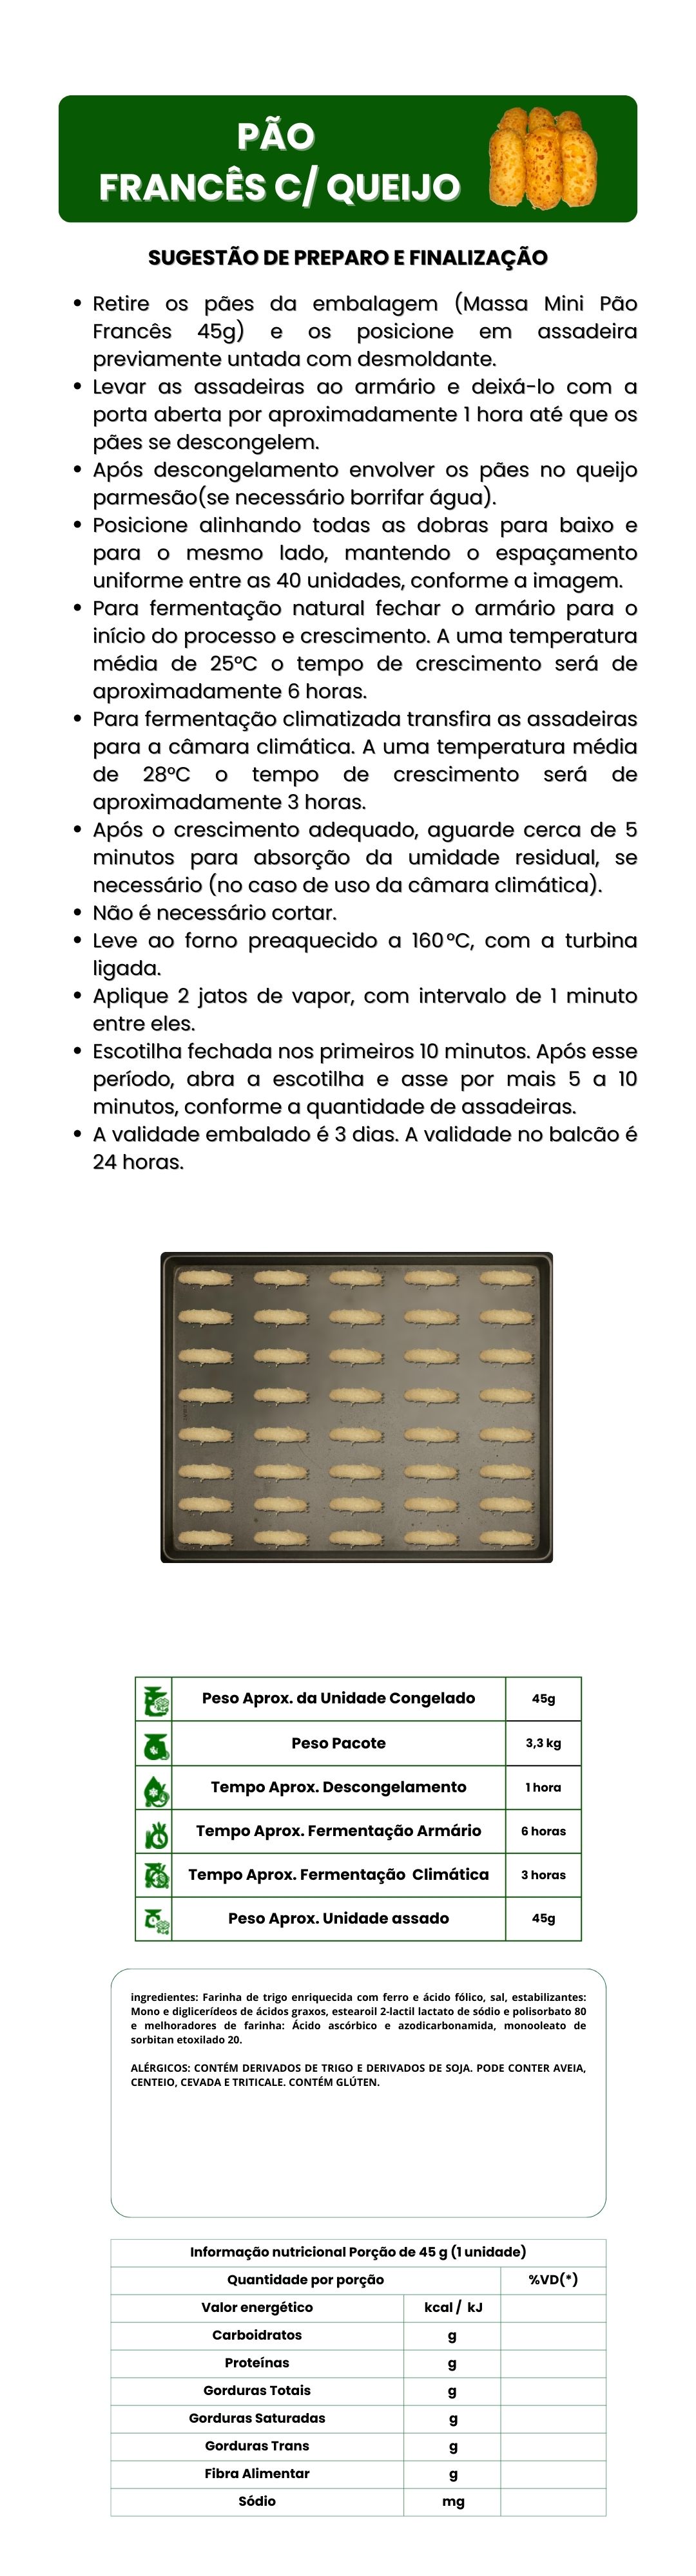 PÃO
FRANCÊS C/ QUEIJO
SUGESTÃO DE PREPARO E FINALIZAÇÃO
• Retire os pães da embalagem (Massa Mini Pão
Francês 45g) e os posicione em assadeira
previamente untada com desmoldante.
• Levar as assadeiras ao armário e deixá-lo com a
porta aberta por aproximadamente 1 hora até que os
pães se descongelem.
• Após descongelamento envolver os pães no queijo
parmesão(se necessário borrifar água).
• Posicione alinhando todas as dobras para baixo e
para o mesmo lado, mantendo o espaçamento
uniforme entre as 40 unidades, conforme a imagem.
• Para fermentação natural fechar o armário para o
início do processo e crescimento. A uma temperatura
média de 25°C o tempo de crescimento será de
aproximadamente 6 horas.
• Para fermentação climatizada transfira as assadeiras
para a câmara climática. A uma temperatura média
de 28°C o tempo de crescimento será de
aproximadamente 3 horas.
• Após o crescimento adequado, aguarde cerca de 5
minutos para absorção da umidade residual, se
necessário (no caso de uso da câmara climática).
• Não é necessário cortar.
• Leve ao forno preaquecido a 160°C, com a turbina
ligada.
• Aplique 2 jatos de vapor, com intervalo de 1 minuto
entre eles.
• Escotilha fechada nos primeiros 10 minutos. Após esse
período, abra a escotilha e asse por mais 5 a 10
minutos, conforme a quantidade de assadeiras.
• A validade embalado é 3 dias. A validade no balcão é
24 horas.
Peso Aprox. da Unidade Congelado 45g
Peso Pacote 3,3 kg
Tempo Aprox. Descongelamento 1 hora
Tempo Aprox. Fermentação Armário 6 horas
Tempo Aprox. Fermentação Climática 3 horas
Peso Aprox. Unidade assado 45g
ingredientes: Farinha de trigo enriquecida com ferro e ácido fólico, sal, estabilizantes:
Mono e diglicerídeos de ácidos graxos, estearoil 2-lactil lactato de sódio e polisorbato 80
e melhoradores de farinha: Ácido ascórbico e azodicarbonamida, monooleato de
sorbitan etoxilado 20.
ALÉRGICOS: CONTÉM DERIVADOS DE TRIGO E DERIVADOS DE SOJA. PODE CONTER AVEIA,
CENTEIO, CEVADA E TRITICALE. CONTÉM GLÚTEN.
Informação nutricional Porção de 45 g (1 unidade)
Quantidade por porção %VD(*)
Valor energético kcal / kJ
Carboidratos g
Proteínas g
Gorduras Totais g
Gorduras Saturadas g
Gorduras Trans g
Fibra Alimentar g
Sódio mg